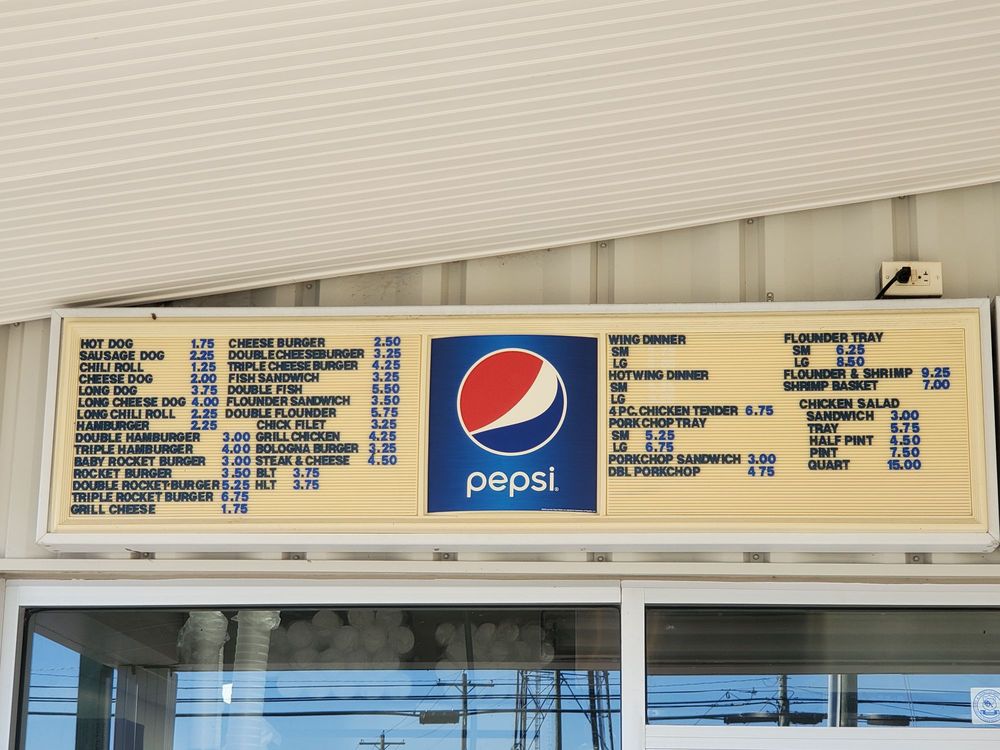 HOT DOG 1.75
SAUSAGE DOG 2.25
CHILI ROLL 1.25
CHEESE DOG 2.00
LONG DOG 3.75
LONG CHEESE DOG 4.00
LONG CHILI ROLL 2.25
HAMBURGER 2.25
DOUBLE HAMBURGER 3.00
TRIPLE HAMBURGER 4.00
BABY ROCKET BURGER 3.00
ROCKET BURGER 3.50
DOUBLE ROCKET BURGER 5.25
TRIPLE ROCKET BURGER 6.75
GRILL CHEESE 1.75
CHEESE BURGER 2.50
DOUBLECHEESEBURGER 3.25
TRIPLE CHEESE BURGER 4.25
FISH SANDWICH 3.25
DOUBLE FISH 5.50
FLOUNDER SANDWICH 3.50
DOUBLE FLOUNDER 5.75
CHICK FILET 3.25
GRILL CHICKEN 4.25
BOLOGNA BURGER 3.25
STEAK & CHEESE 4.50
BLT 3.75
HLT 3.75
pepsi
WING DINNER
SM
LG
HOTWING DINNER
SM
LG
4 PC. CHICKEN TENDER 6.75
PORK CHOP TRAY
SM 5.25
LG 6.75
PORKCHOP SANDWICH 3.00
DBL PORKCHOP 4 75
FLOUNDER TRAY
SM 6.25
LG 8.50
FLOUNDER & SHRIMP 9.25
SHRIMP BASKET 7.00
CHICKEN SALAD
SANDWICH 3.00
TRAY 5.75
HALF PINT 4.50
PINT 7.50
QUART 15.00